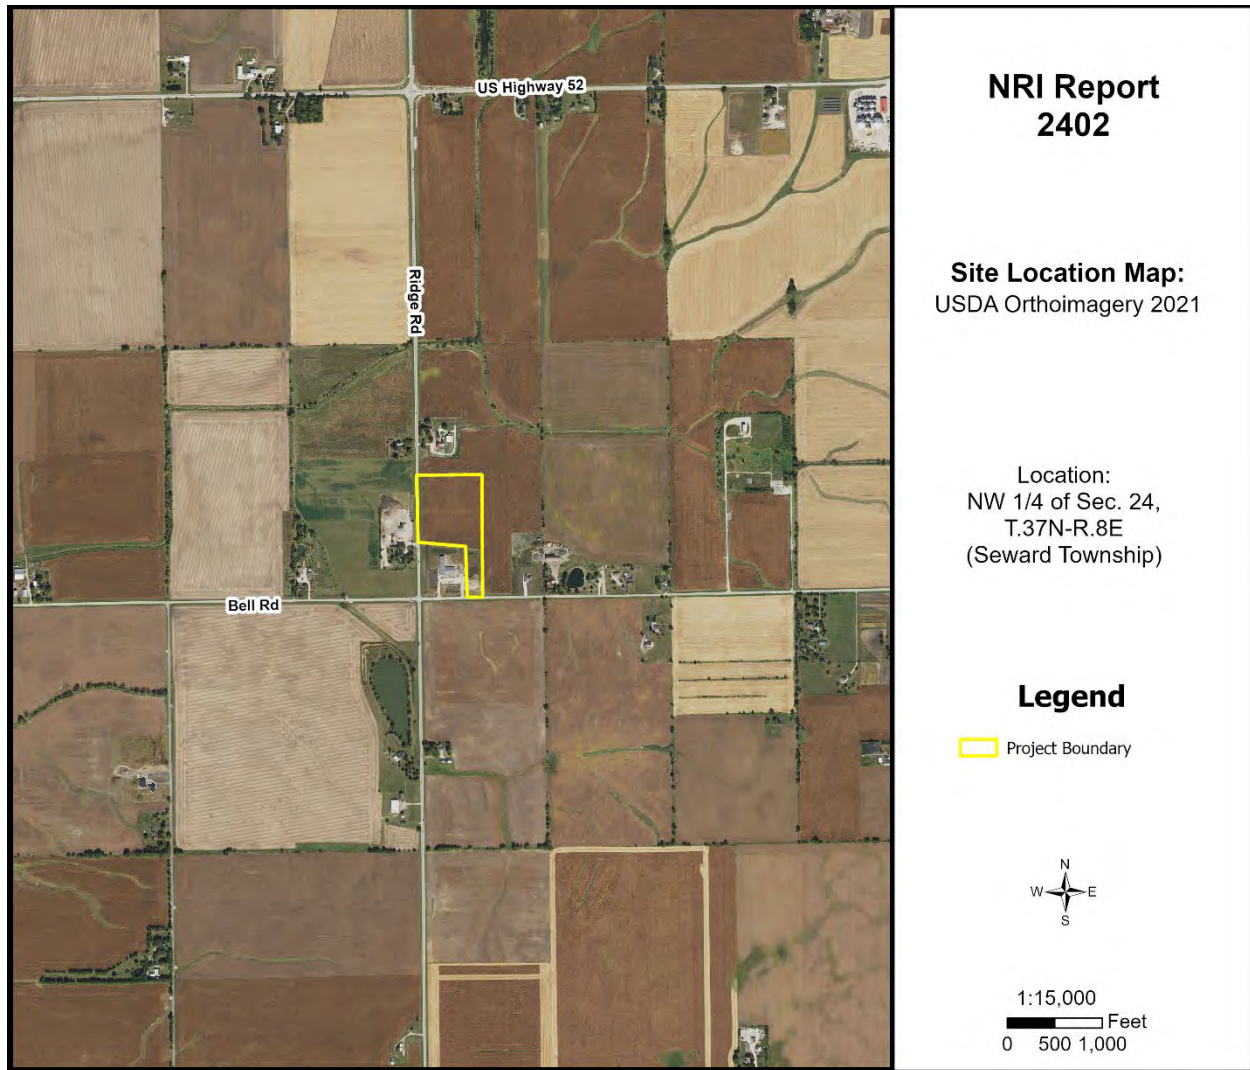 US Highway 52
Ridge Rd
Bell Rd
NRI Report
2402
Site Location Map:
USDA Orthoimagery 2021
Location:
NW 1/4 of Sec. 24,
T.37N-R.8E
(Seward Township)
Legend
Project Boundary
N
W E
S
1:15,000
Feet
0 500 1,000